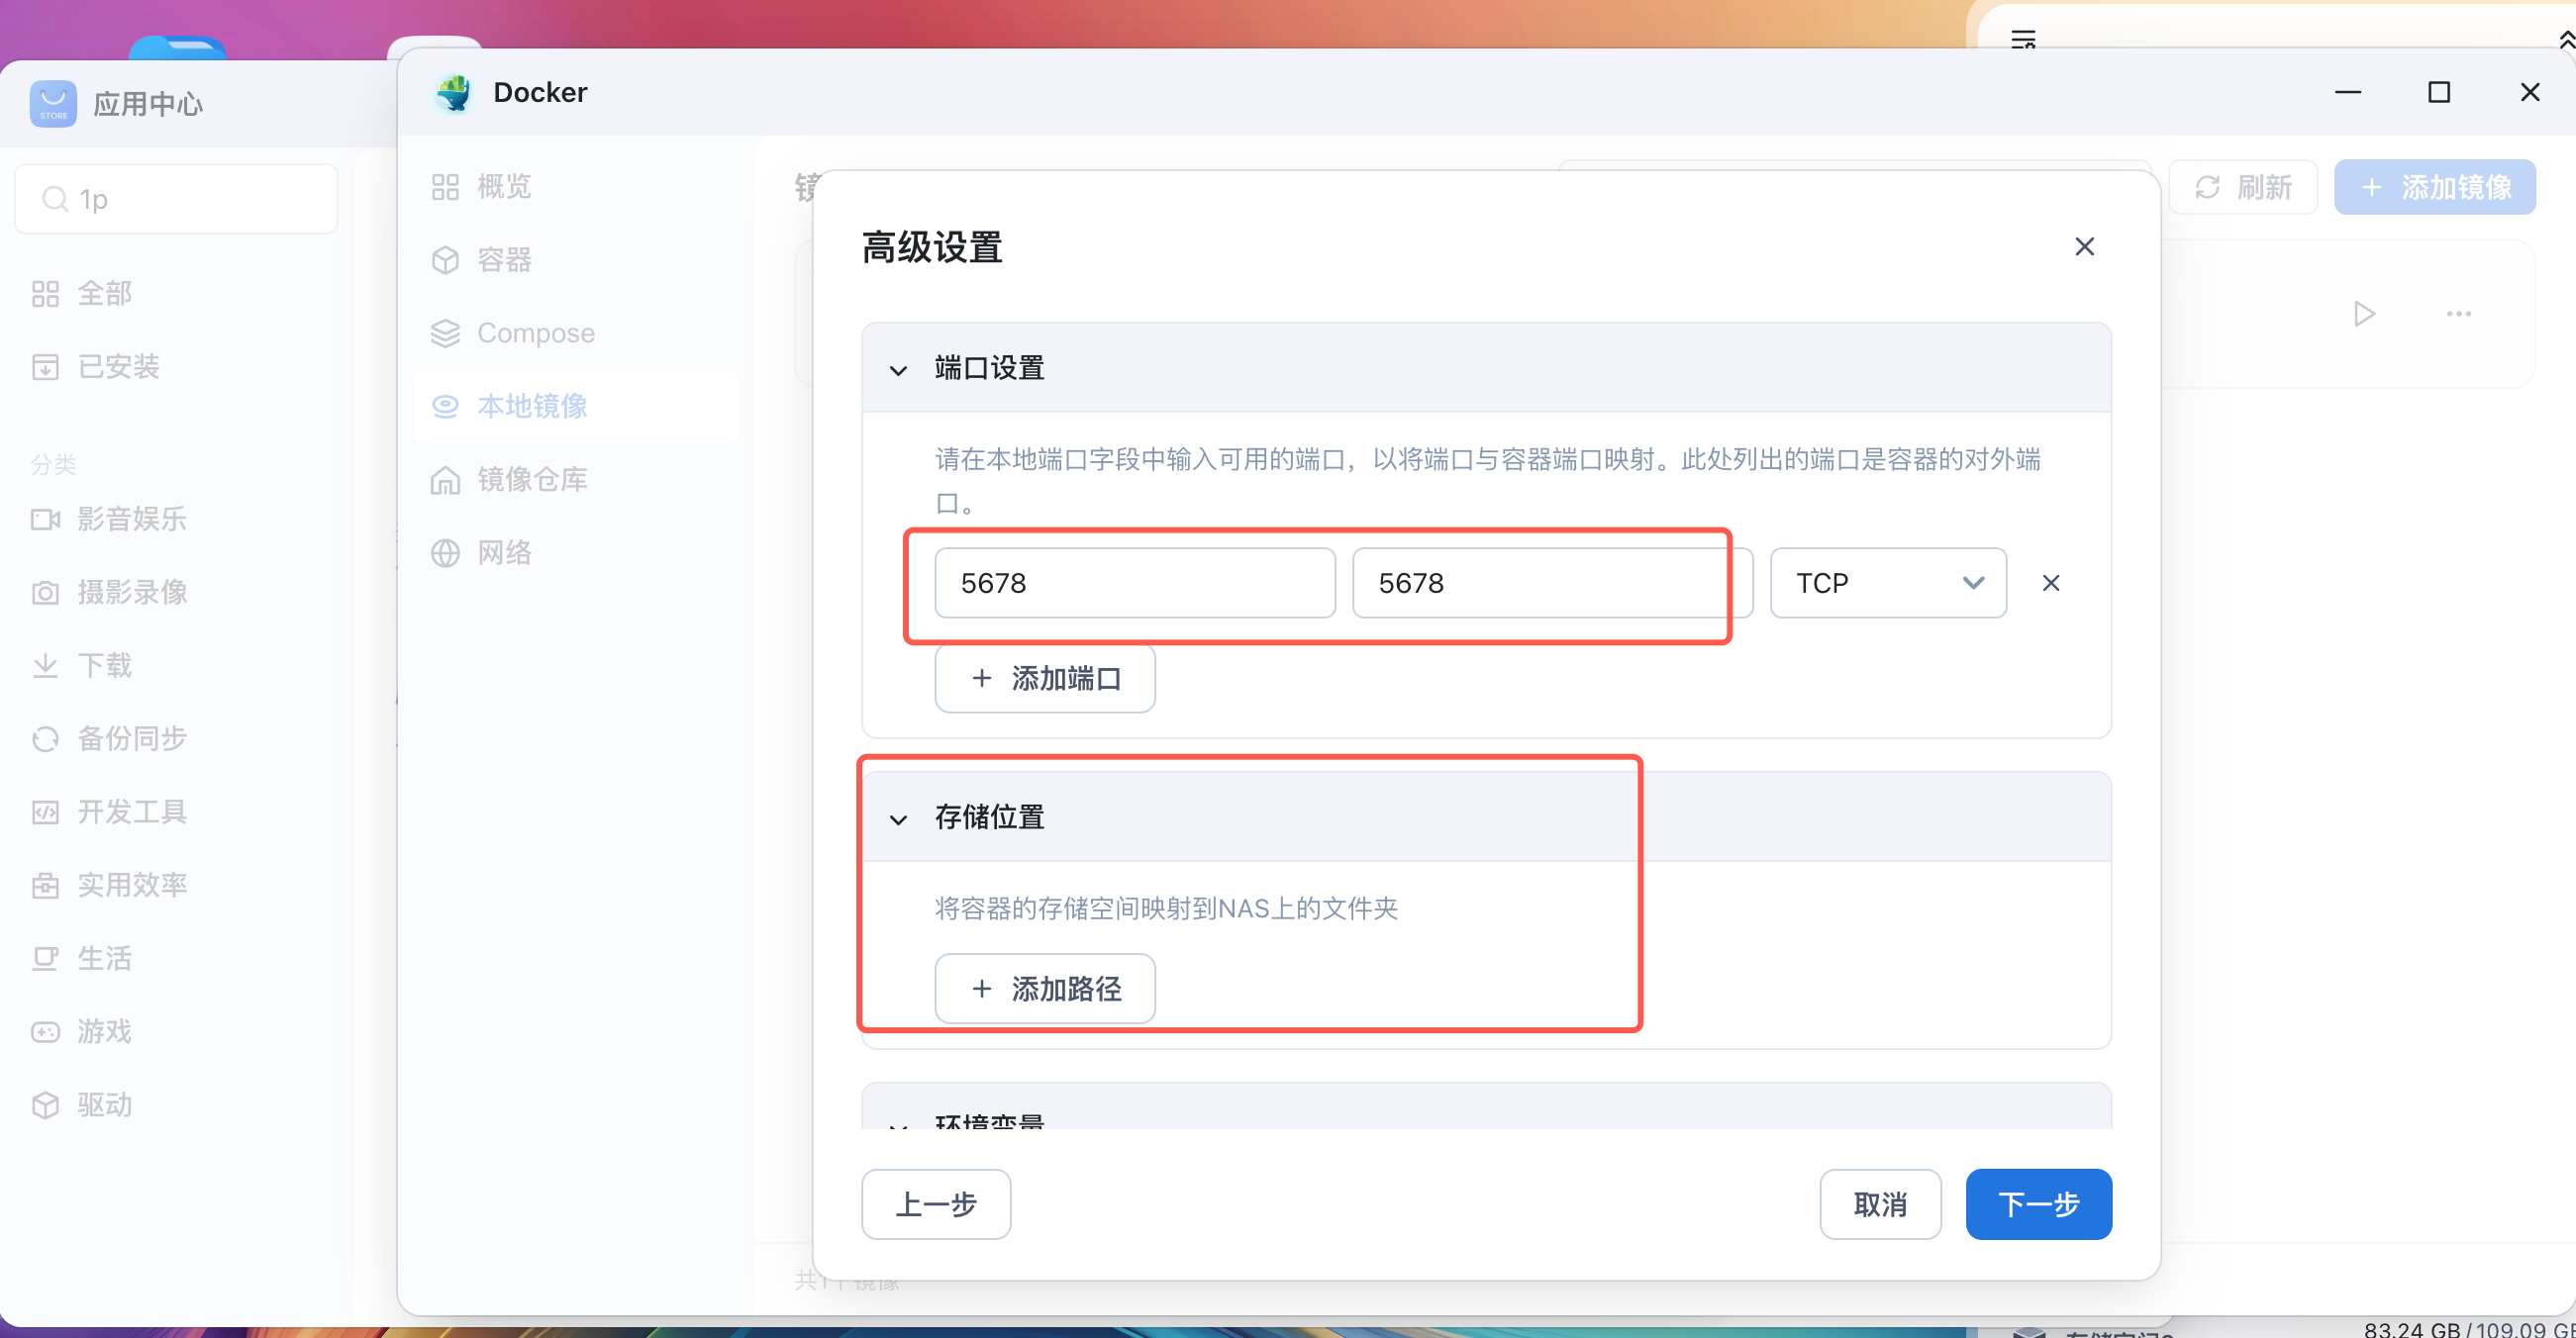 应用中心
STORE
1p
全部
已安装
分类
影音娱乐
摄影录像
下载
备份同步
开发工具
实用效率
生活
游戏
驱动
Docker
概览
容器
Compose
本地镜像
镜像仓库
网络
刷新
+ 添加镜像
高级设置
端口设置
请在本地端口字段中输入可用的端口，以将端口与容器端口映射。此处列出的端口是容器的对外端
口。
5678
5678
TCP
+ 添加端口
存储位置
将容器的存储空间映射到NAS上的文件夹
+ 添加路径
环境变量
上一步
取消
下一步
83.24 GB / 109.09 G